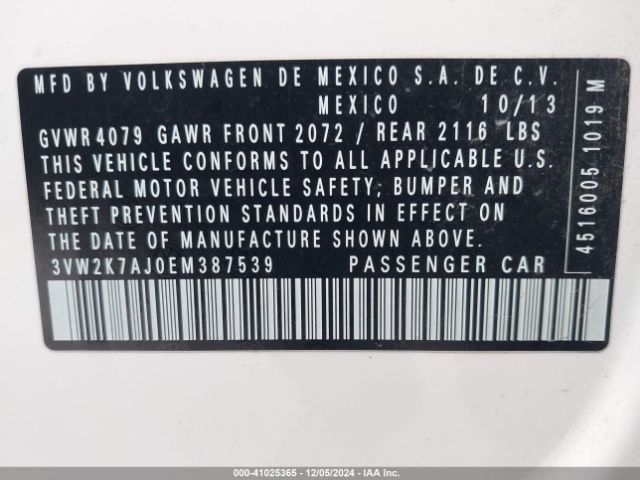 MFD BY VOLKSWAGEN DE MEXICO S.A. DE C.V.
MEXICO 10/13
GVWR 4079 GAWR FRONT 2072 / REAR 2116 LBS
THIS VEHICLE CONFORMS TO ALL APPLICABLE U.S.
FEDERAL MOTOR VEHICLE SAFETY, BUMPER AND
THEFT PREVENTION STANDARDS IN EFFECT ON
THE DATE OF MANUFACTURE SHOWN ABOVE.
3VW2K7AJ0EM387539 PASSENGER CAR
4516005 1019 M
000-41025365 - 12/05/2024 - IAAI.COM